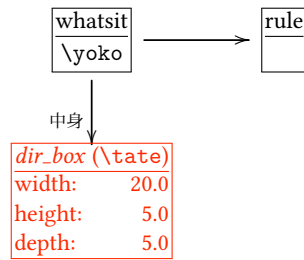 whatsit
\yoko
rule
中身
dir_box (\tate)
width: 20.0
height: 5.0
depth: 5.0